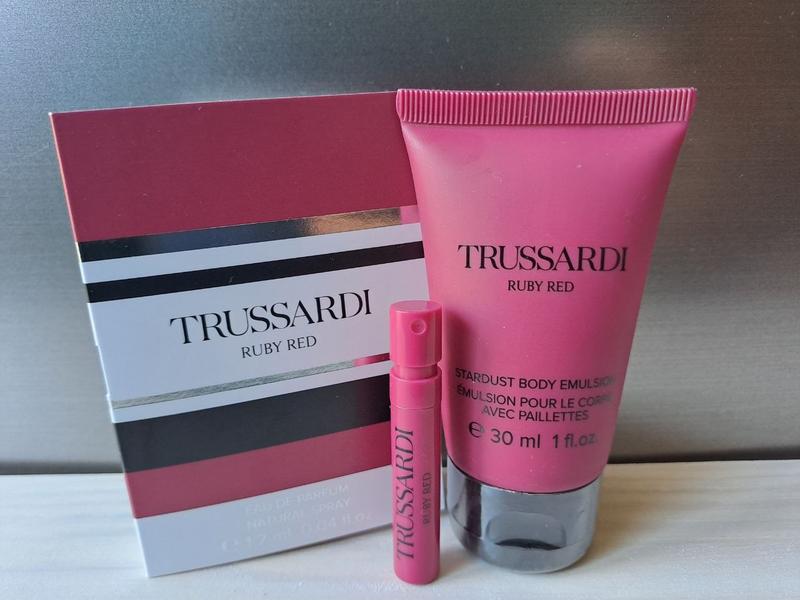 TRUSSARDI
RUBY RED
EAU DE PARFUM
NATURAL SPRAY
e 1.2 ml 0.04 fl.oz.
TRUSSARDI
RUBY RED
TRUSSARDI
RUBY RED
STARDUST BODY EMULSION
ÉMULSION POUR LE CORPS
AVEC PAILLETTES
e 30 ml 1 fl.oz.